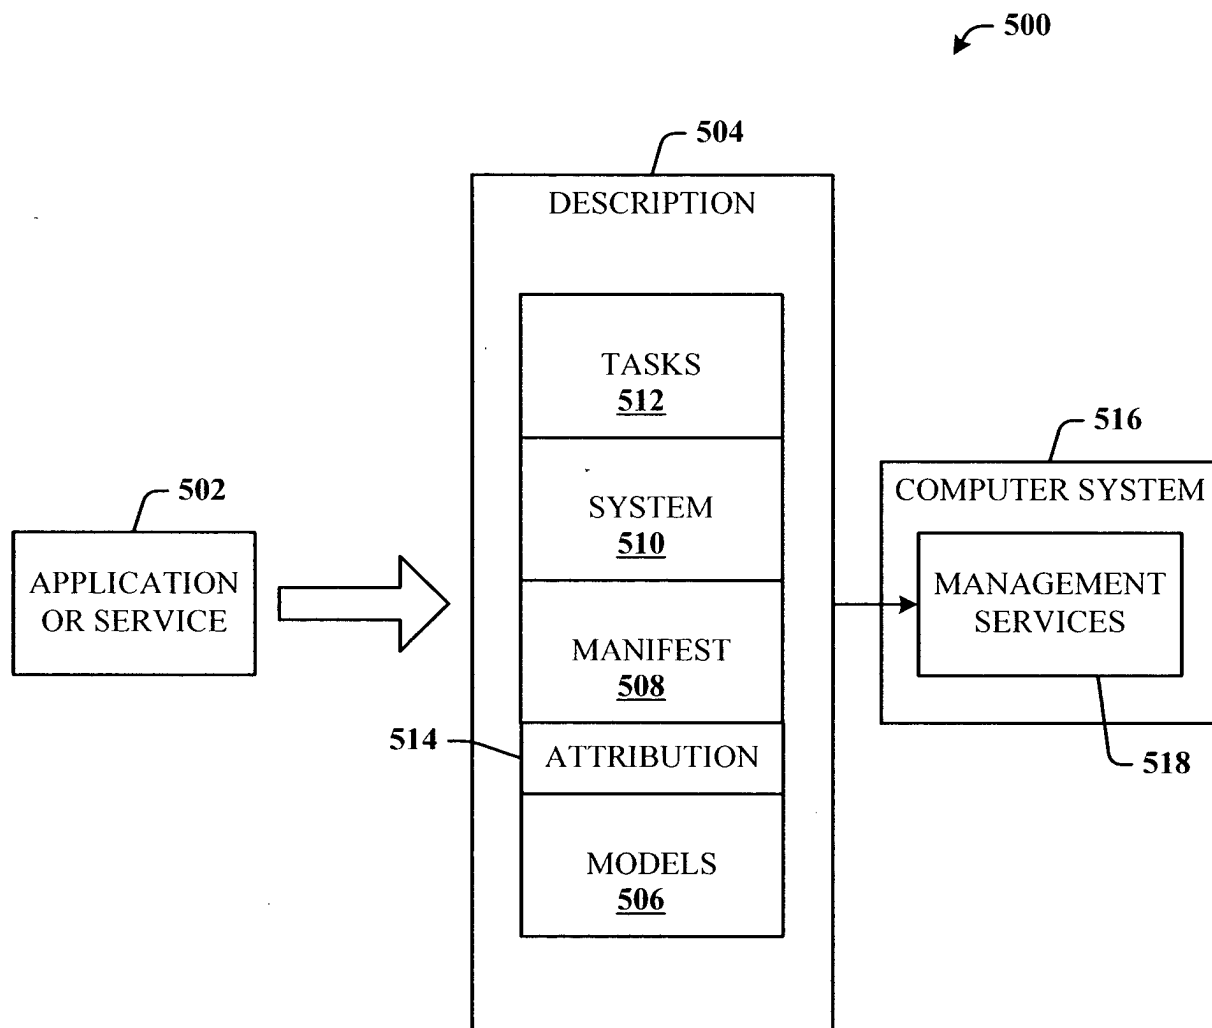 500
504
DESCRIPTION
TASKS
512
516
COMPUTER SYSTEM
502
SYSTEM
510
APPLICATION
OR SERVICE
MANAGEMENT
SERVICES
MANIFEST
508
514
ATTRIBUTION
518
MODELS
506